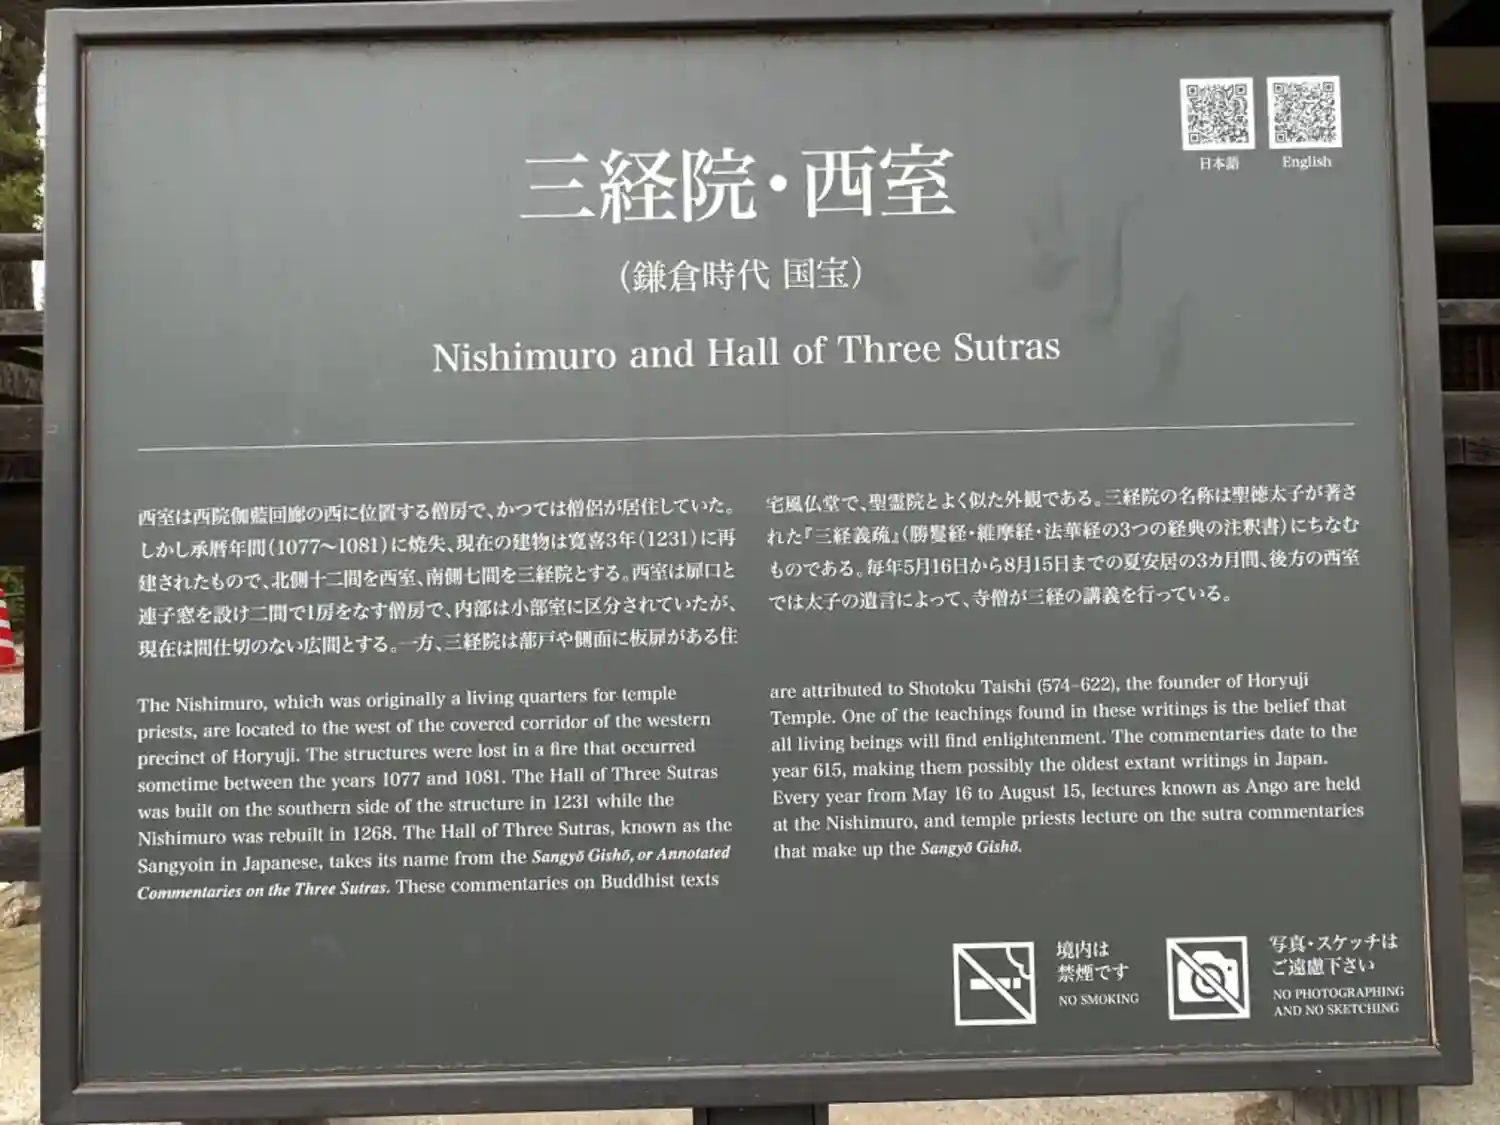 日本語
English
三経院・西室
（鎌倉時代 国宝）
Nishimuro and Hall of Three Sutras
西室は西院伽藍回廊の西に位置する僧房で、かつては僧侶が居住していた。
しかし承暦年間（1077〜1081）に焼失、現在の建物は寛喜3年（1231）に再
建されたもので、北側十二間を西室、南側七間を三経院とする。西室は扉口と
連子窓を設け二間で1房をなす僧房で、内部は小部室に区分されていたが、
現在は間仕切のない広間とする。一方、三経院は蔀戸や側面に板扉がある住
宅風仏堂で、聖霊院とよく似た外観である。三経院の名称は聖徳太子が著さ
れた『三経義疏』（勝鬘経・維摩経・法華経の3つの経典の注釈書）にちなむ
ものである。毎年5月16日から8月15日までの夏安居の3カ月間、後方の西室
では太子の遺言によって、寺僧が三経の講義を行っている。
The Nishimuro, which was originally a living quarters for temple
priests, are located to the west of the covered corridor of the western
precinct of Horyuji. The structures were lost in a fire that occurred
sometime between the years 1077 and 1081. The Hall of Three Sutras
was built on the southern side of the structure in 1231 while the
Nishimuro was rebuilt in 1268. The Hall of Three Sutras, known as the
Sangyoin in Japanese, takes its name from the Sangyō Gishō, or Annotated
Commentaries on the Three Sutras. These commentaries on Buddhist texts
are attributed to Shotoku Taishi (574–622), the founder of Horyuji
Temple. One of the teachings found in these writings is the belief that
all living beings will find enlightenment. The commentaries date to the
year 615, making them possibly the oldest extant writings in Japan.
Every year from May 16 to August 15, lectures known as Ango are held
at the Nishimuro, and temple priests lecture on the sutra commentaries
that make up the Sangyō Gishō.
境内は
禁煙です
NO SMOKING
写真・スケッチは
ご遠慮下さい
NO PHOTOGRAPHING
AND NO SKETCHING